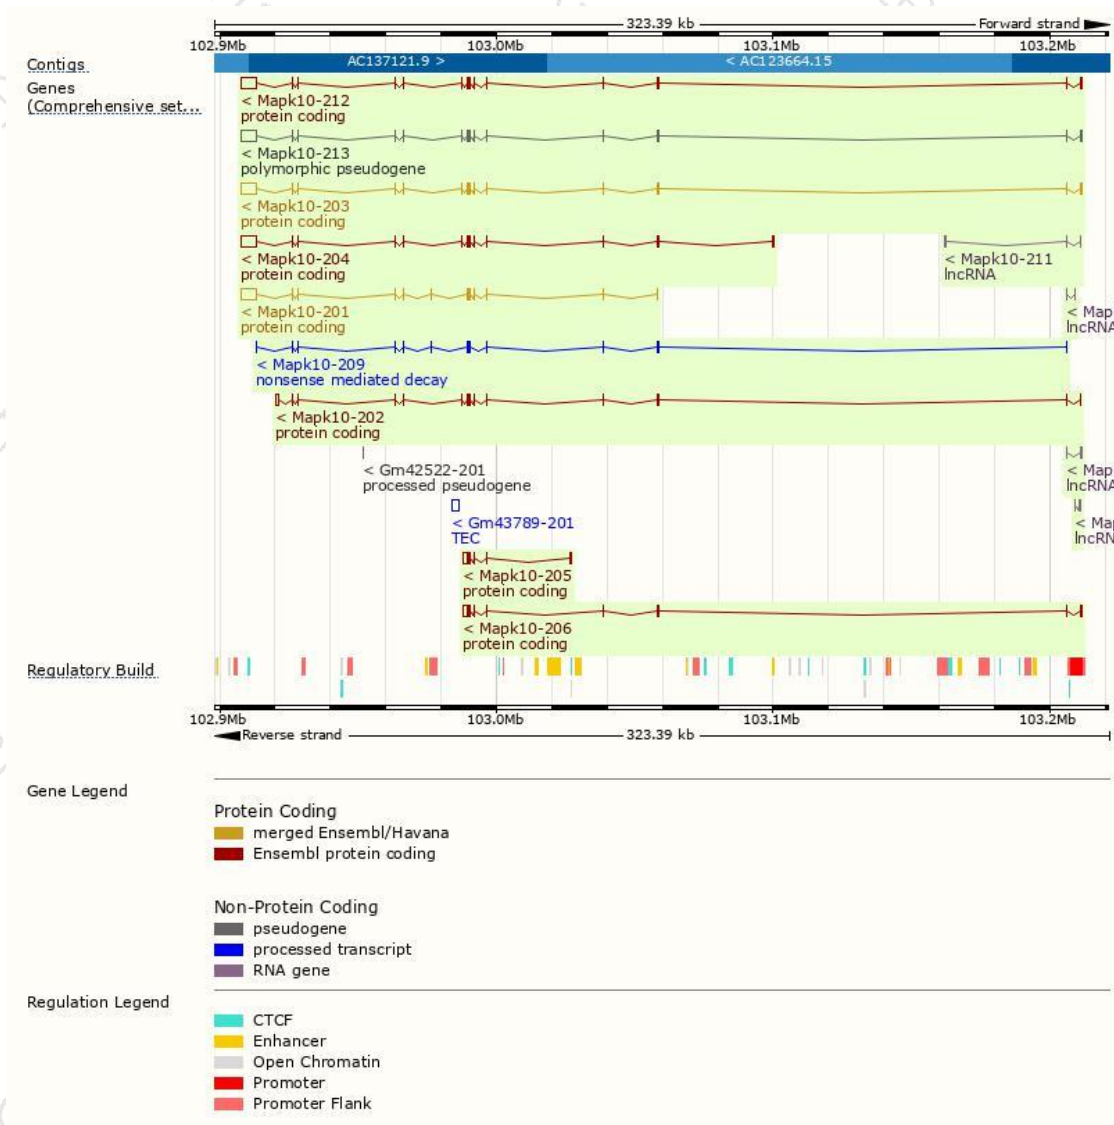 323.39 kb Forward strand
102.9Mb 103.0Mb 103.1Mb 103.2Mb
Contigs AC137121.9 > < AC123664.15
Genes
(Comprehensive set...
< Mapk10-212
protein coding
< Mapk10-213
polymorphic pseudogene
< Mapk10-203
protein coding
< Mapk10-204 < Mapk10-211
protein coding lncRNA
< Mapk10-201 < Map
protein coding lncRNA
< Mapk10-209
nonsense mediated decay
< Mapk10-202
protein coding
< Gm42522-201 < Map
processed pseudogene lncRNA
< Gm43789-201 < Ma
TEC lncRN
< Mapk10-205
protein coding
< Mapk10-206
protein coding
Regulatory Build
102.9Mb 103.0Mb 103.1Mb 103.2Mb
Reverse strand 323.39 kb
Gene Legend
Protein Coding
merged Ensembl/Havana
Ensembl protein coding
Non-Protein Coding
pseudogene
processed transcript
RNA gene
Regulation Legend
CTCF
Enhancer
Open Chromatin
Promoter
Promoter Flank